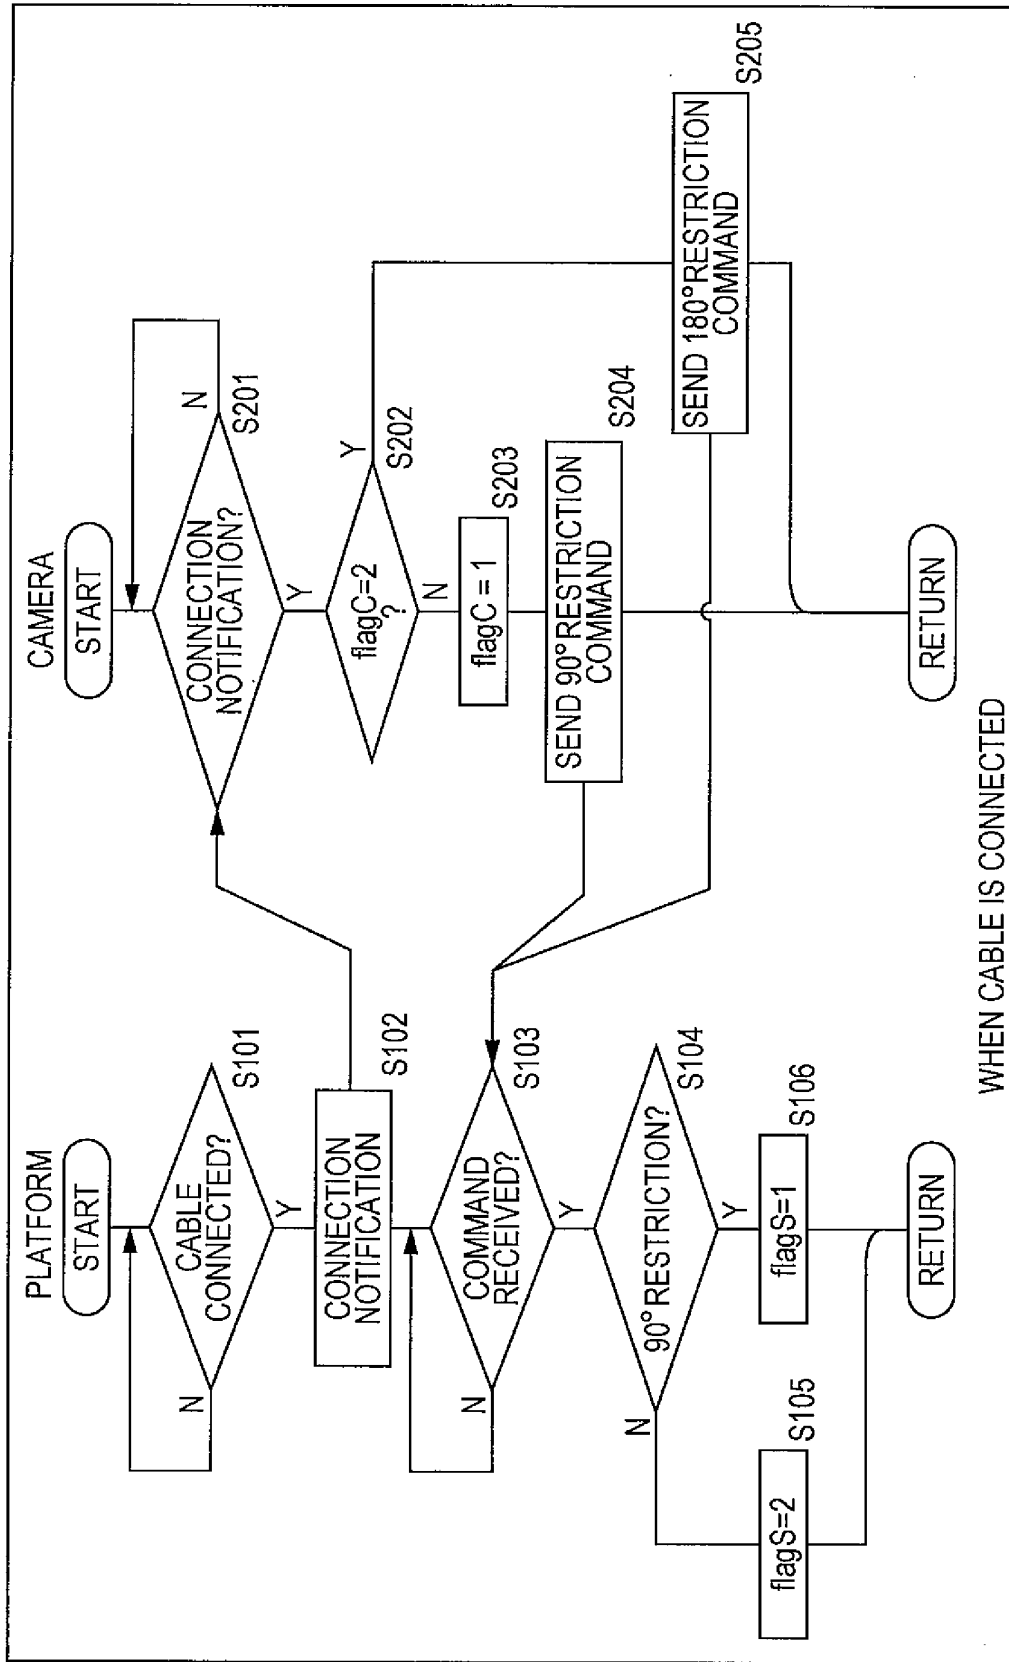 PLATFORM
START
CABLE
CONNECTED?
S101
N
Y
CONNECTION
NOTIFICATION
S102
COMMAND
RECEIVED?
S103
N
Y
90° RESTRICTION?
S104
N
Y
flagS=2
S105
flagS=1
S106
RETURN
CAMERA
START
CONNECTION
NOTIFICATION?
S201
N
Y
flagC=2
?
S202
Y
N
flagC = 1
S203
SEND 90° RESTRICTION
COMMAND
S204
SEND 180° RESTRICTION
COMMAND
S205
RETURN
WHEN CABLE IS CONNECTED